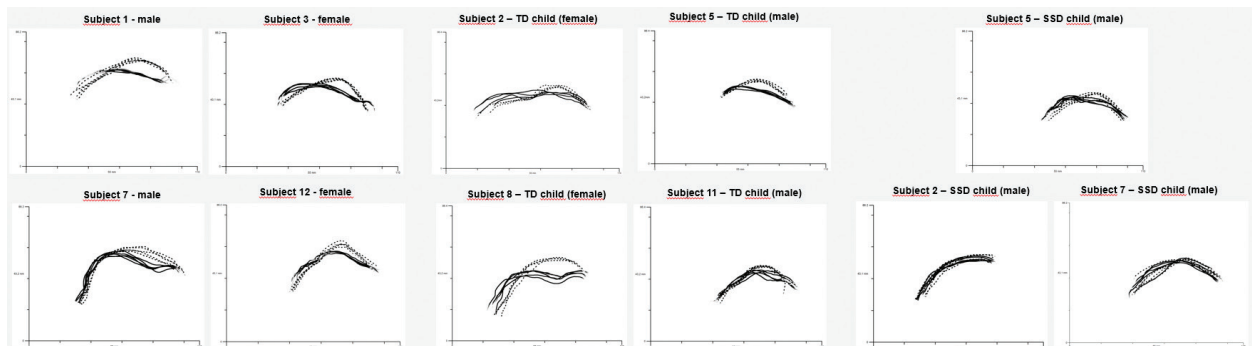 Subject 1 - male
Subject 3 - female
Subject 2 – TD child (female)
Subject 5 – TD child (male)
Subject 5 – SSD child (male)
Subject 7 - male
Subject 12 - female
Subject 8 – TD child (female)
Subject 11 – TD child (male)
Subject 2 – SSD child (male)
Subject 7 – SSD child (male)